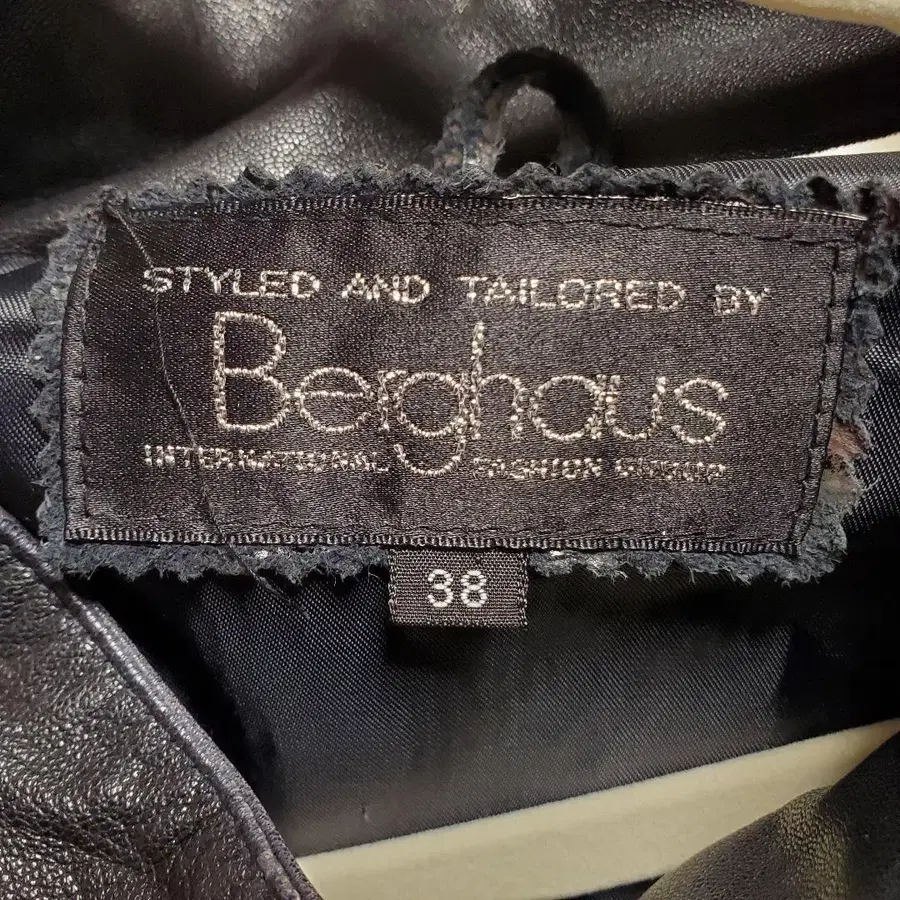 STYLED AND TAILORED BY
Berghaus
INTERNATIONAL FASHION GROUP
38